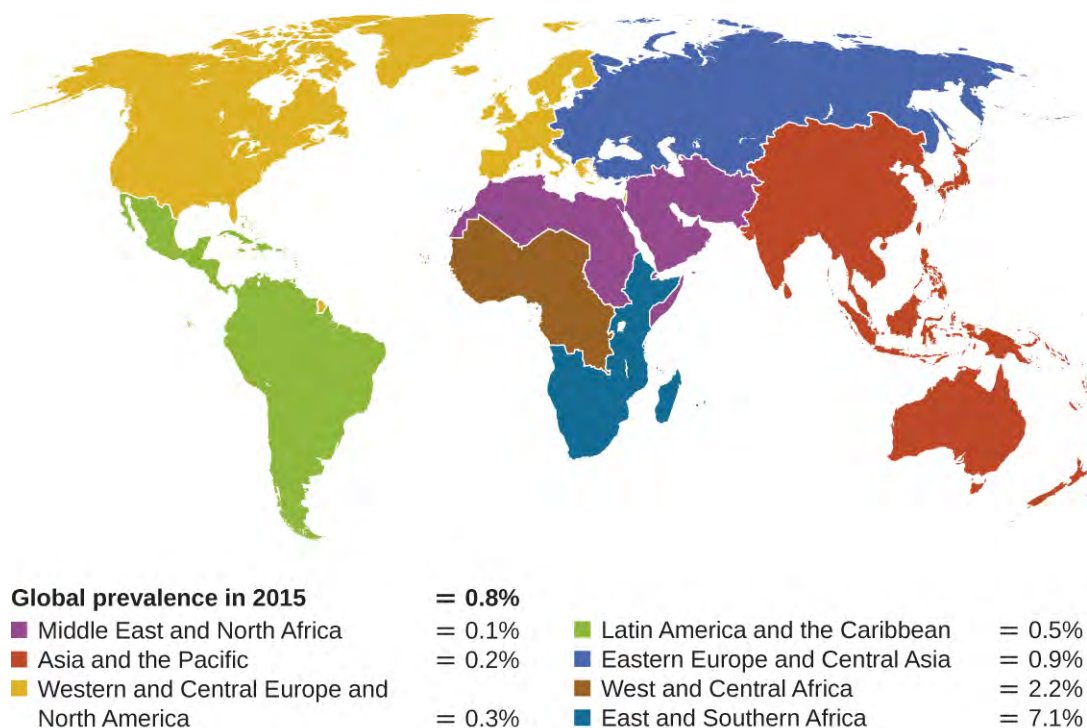 Global prevalence in 2015 = 0.8%
Middle East and North Africa = 0.1%
Asia and the Pacific = 0.2%
Western and Central Europe and
North America = 0.3%
Latin America and the Caribbean = 0.5%
Eastern Europe and Central Asia = 0.9%
West and Central Africa = 2.2%
East and Southern Africa = 7.1%